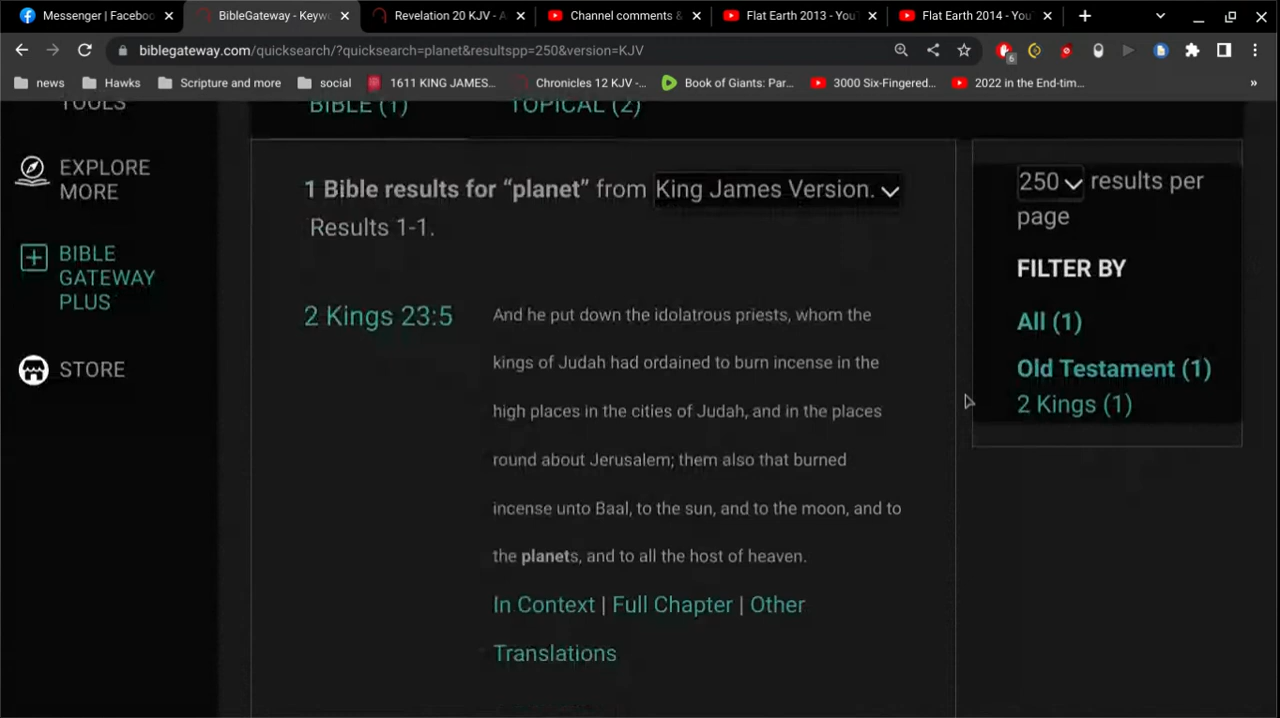 Messenger | Faceboo
BibleGateway - Keywo
Revelation 20 KJV - A
Channel comments &
Flat Earth 2013 - YouT
Flat Earth 2014 - YouT
biblegateway.com/quicksearch/?quicksearch=planet&resultspp=250&version=KJV
6
news
Hawks
Scripture and more
social
1611 KING JAMES...
Chronicles 12 KJV -...
Book of Giants: Par...
3000 Six-Fingered...
2022 in the End-tim...
»
TOOLS
EXPLORE
MORE
BIBLE
GATEWAY
PLUS
STORE
BIBLE (1)
TOPICAL (2)
1 Bible results for “planet” from King James Version.
Results 1-1.
2 Kings 23:5
And he put down the idolatrous priests, whom the
kings of Judah had ordained to burn incense in the
high places in the cities of Judah, and in the places
round about Jerusalem; them also that burned
incense unto Baal, to the sun, and to the moon, and to
the planets, and to all the host of heaven.
In Context | Full Chapter | Other
Translations
250 results per
page
FILTER BY
All (1)
Old Testament (1)
2 Kings (1)